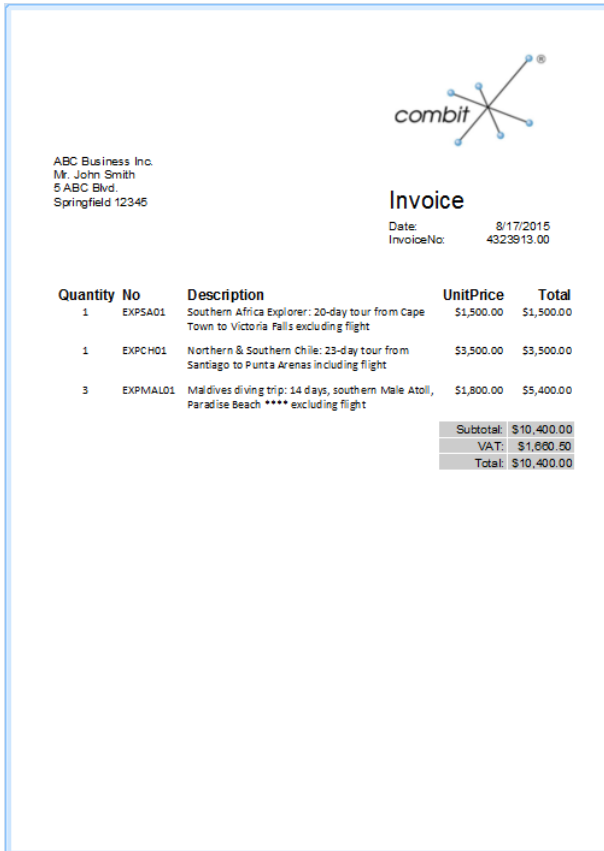 combit ®
ABC Business Inc.
Mr. John Smith
5 ABC Blvd.
Springfield 12345
Invoice
Date: 8/17/2015
InvoiceNo: 4323913.00
Quantity No Description UnitPrice Total
1 EXPSA01 Southern Africa Explorer: 20-day tour from Cape $1,500.00 $1,500.00
Town to Victoria Falls excluding flight
1 EXPCH01 Northern & Southern Chile: 23-day tour from $3,500.00 $3,500.00
Santiago to Punta Arenas including flight
3 EXPMAL01 Maldives diving trip: 14 days, southern Male Atoll, $1,800.00 $5,400.00
Paradise Beach **** excluding flight
Subtotal: $10,400.00
VAT: $1,660.50
Total: $10,400.00